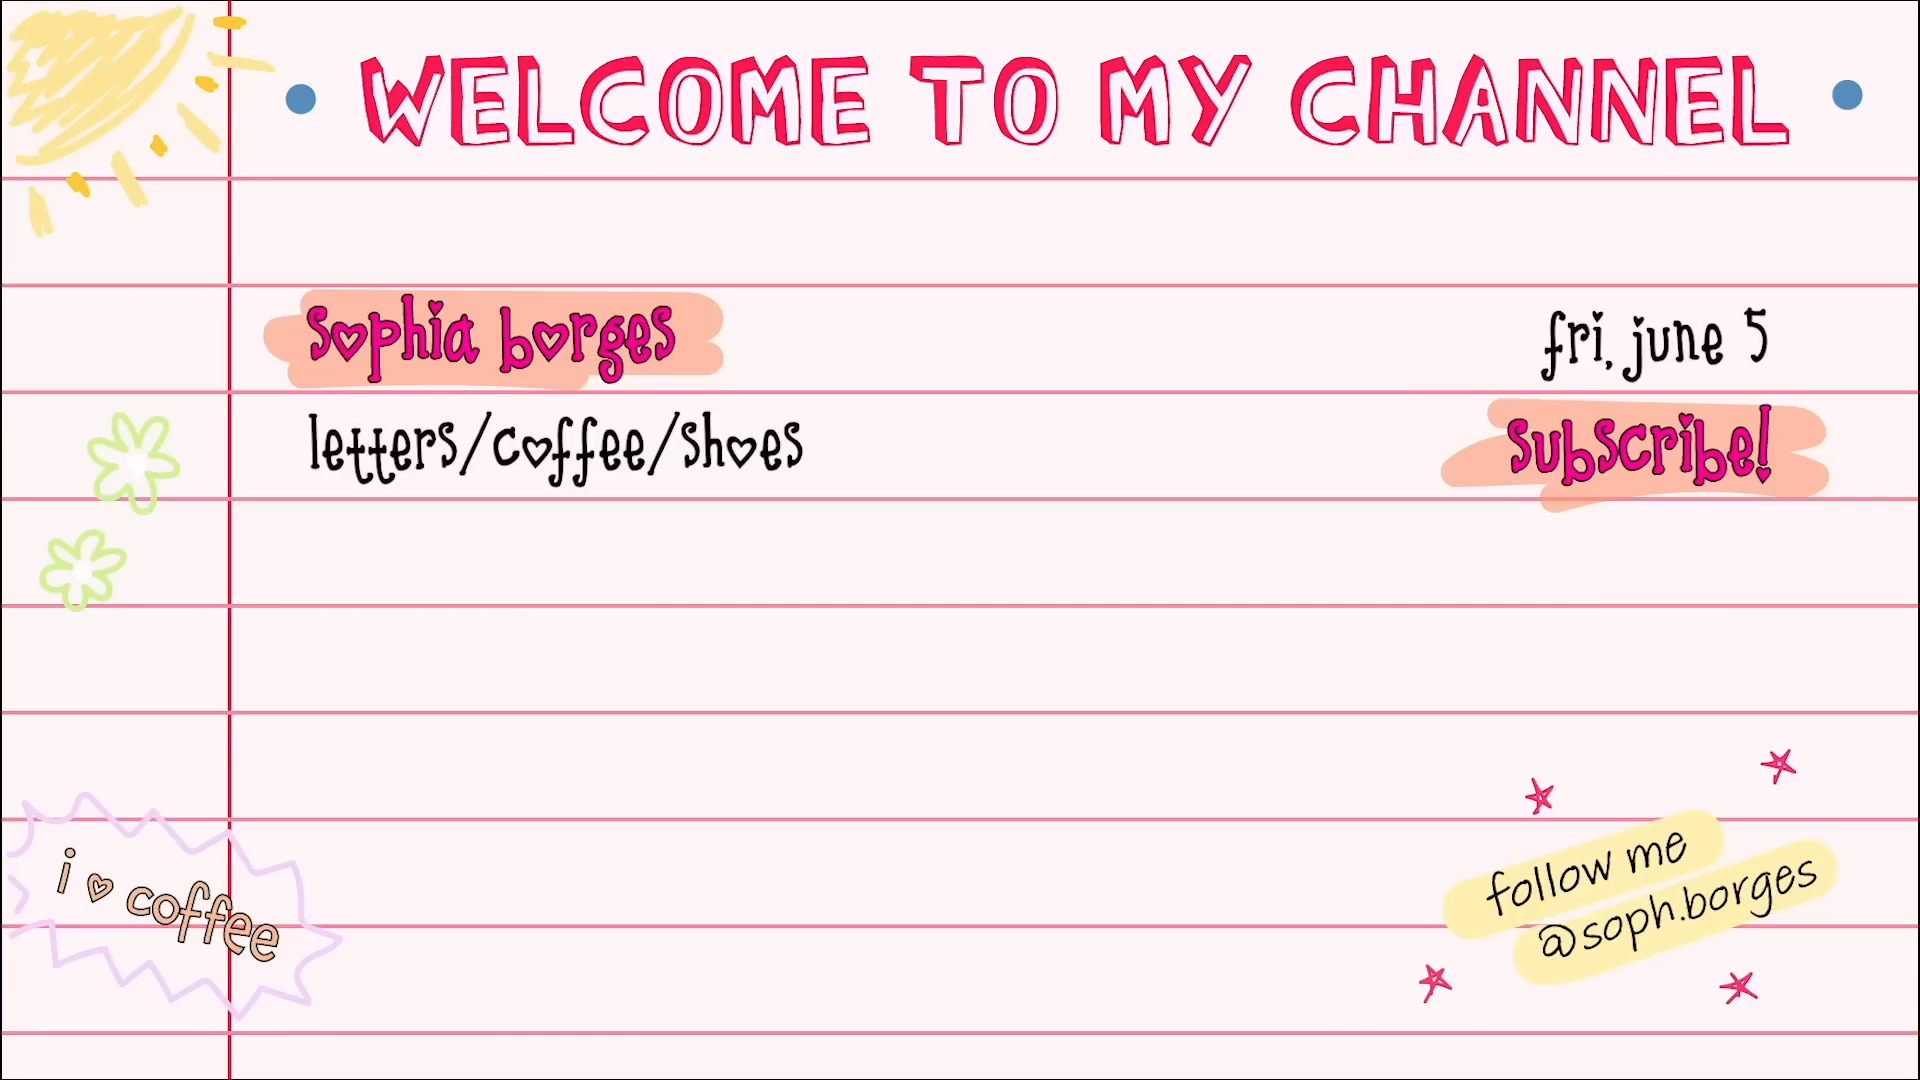 WELCOME TO MY CHANNEL
sophia borges
fri, june 5
letters/coffee/shoes
subscribe!
i ♡ coffee
follow me
@soph.borges